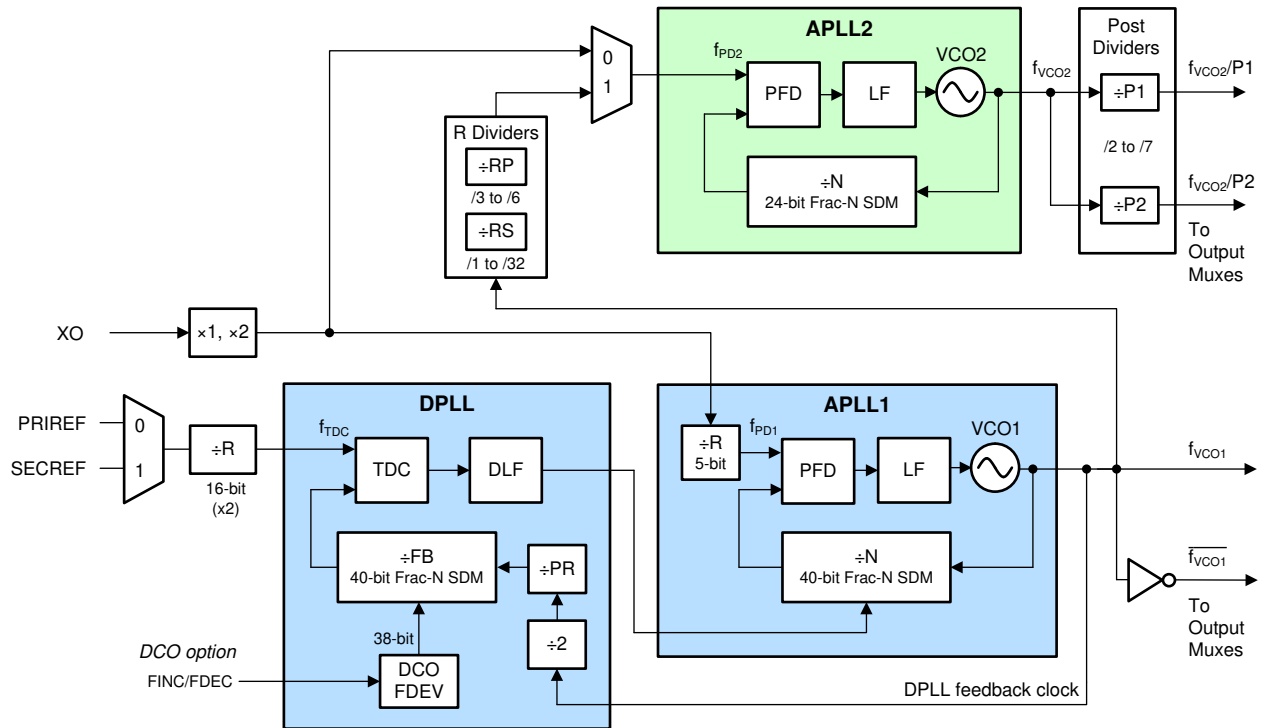 APLL2
fPD2
PFD
LF
VCO2
÷N
24-bit Frac-N SDM
fVCO2
Post
Dividers
÷P1
/2 to /7
÷P2
fVCO2/P1
fVCO2/P2
To
Output
Muxes
0
1
R Dividers
÷RP
/3 to /6
÷RS
/1 to /32
XO
×1, ×2
PRIREF
SECREF
0
1
÷R
16-bit
(x2)
DPLL
fTDC
TDC
DLF
÷FB
40-bit Frac-N SDM
÷PR
÷2
38-bit
DCO
FDEV
DCO option
FINC/FDEC
DPLL feedback clock
APLL1
÷R
5-bit
fPD1
PFD
LF
VCO1
÷N
40-bit Frac-N SDM
fVCO1
fVCO1
To
Output
Muxes